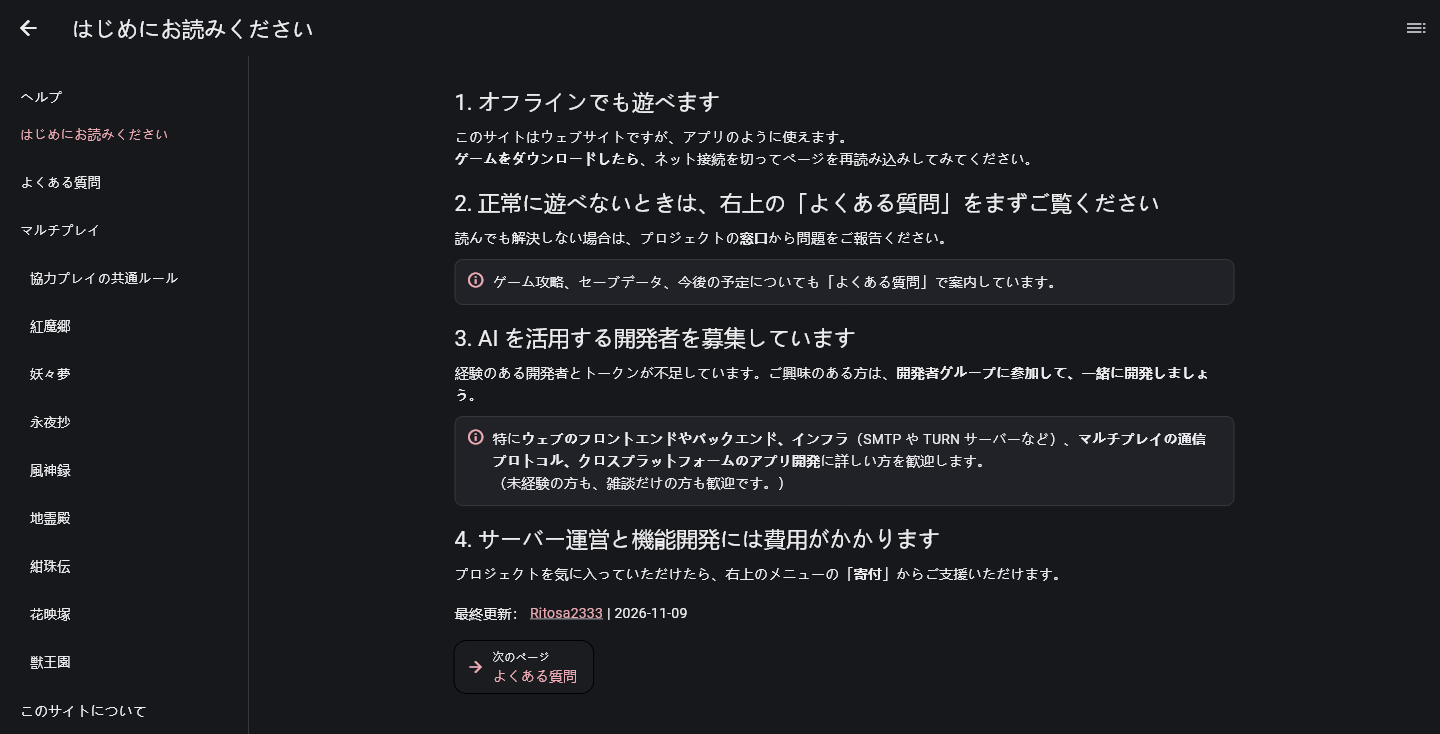 はじめにお読みください
ヘルプ
はじめにお読みください
よくある質問
マルチプレイ
協力プレイの共通ルール
紅魔郷
妖々夢
永夜抄
風神録
地霊殿
紺珠伝
花映塚
獣王園
このサイトについて
1. オフラインでも遊べます
このサイトはウェブサイトですが、アプリのように使えます。
ゲームをダウンロードしたら、ネット接続を切ってページを再読み込みしてみてください。
2. 正常に遊べないときは、右上の「よくある質問」をまずご覧ください
読んでも解決しない場合は、プロジェクトの窓口から問題をご報告ください。
ゲーム攻略、セーブデータ、今後の予定についても「よくある質問」で案内しています。
3. AI を活用する開発者を募集しています
経験のある開発者とトークンが不足しています。ご興味のある方は、開発者グループに参加して、一緒に開発しましょ
う。
特にウェブのフロントエンドやバックエンド、インフラ（SMTP や TURN サーバーなど）、マルチプレイの通信
プロトコル、クロスプラットフォームのアプリ開発に詳しい方を歓迎します。
（未経験の方も、雑談だけの方も歓迎です。）
4. サーバー運営と機能開発には費用がかかります
プロジェクトを気に入っていただけたら、右上のメニューの「寄付」からご支援いただけます。
最終更新： Ritosa2333 | 2026-11-09
次のページ
よくある質問